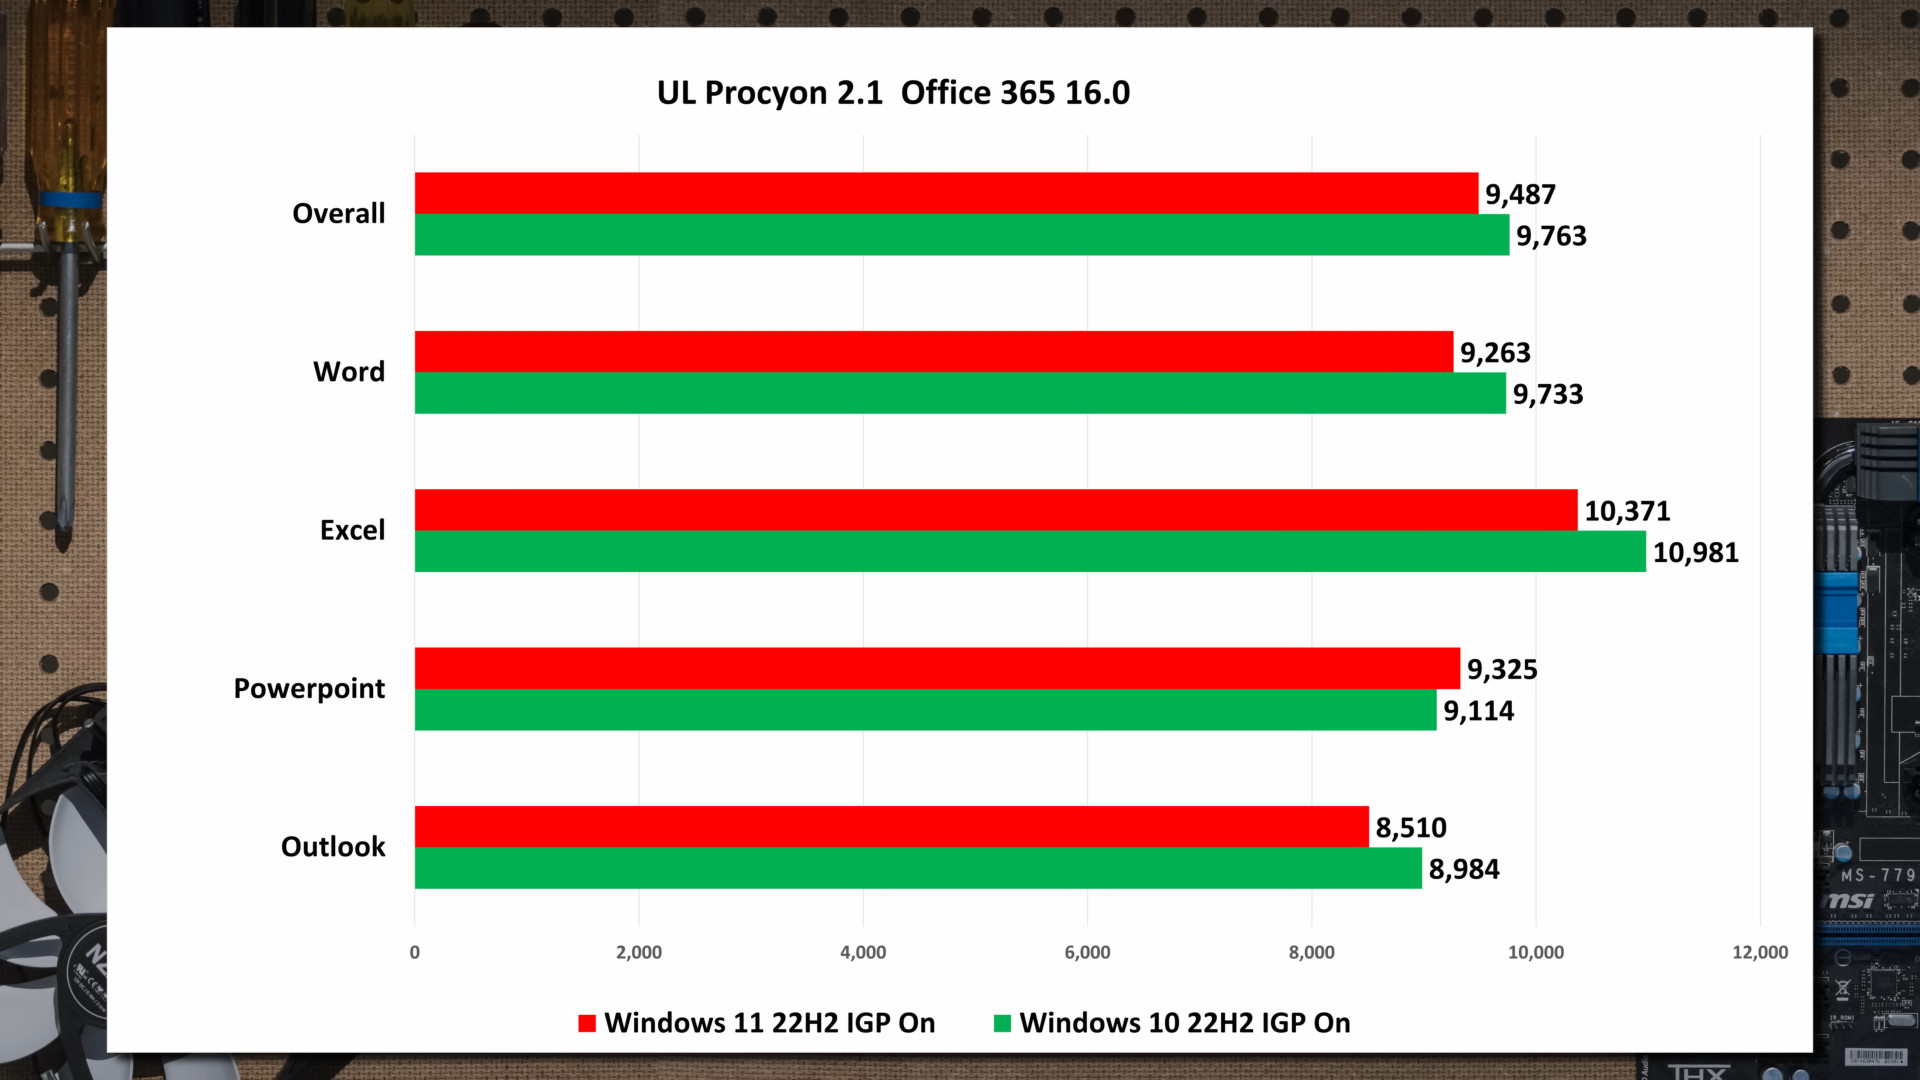 UL Procyon 2.1  Office 365 16.0
Overall
9,487
9,763
Word
9,263
9,733
Excel
10,371
10,981
Powerpoint
9,325
9,114
Outlook
8,510
8,984
0 2,000 4,000 6,000 8,000 10,000 12,000
Windows 11 22H2 IGP On Windows 10 22H2 IGP On
MS-779
msi
THX